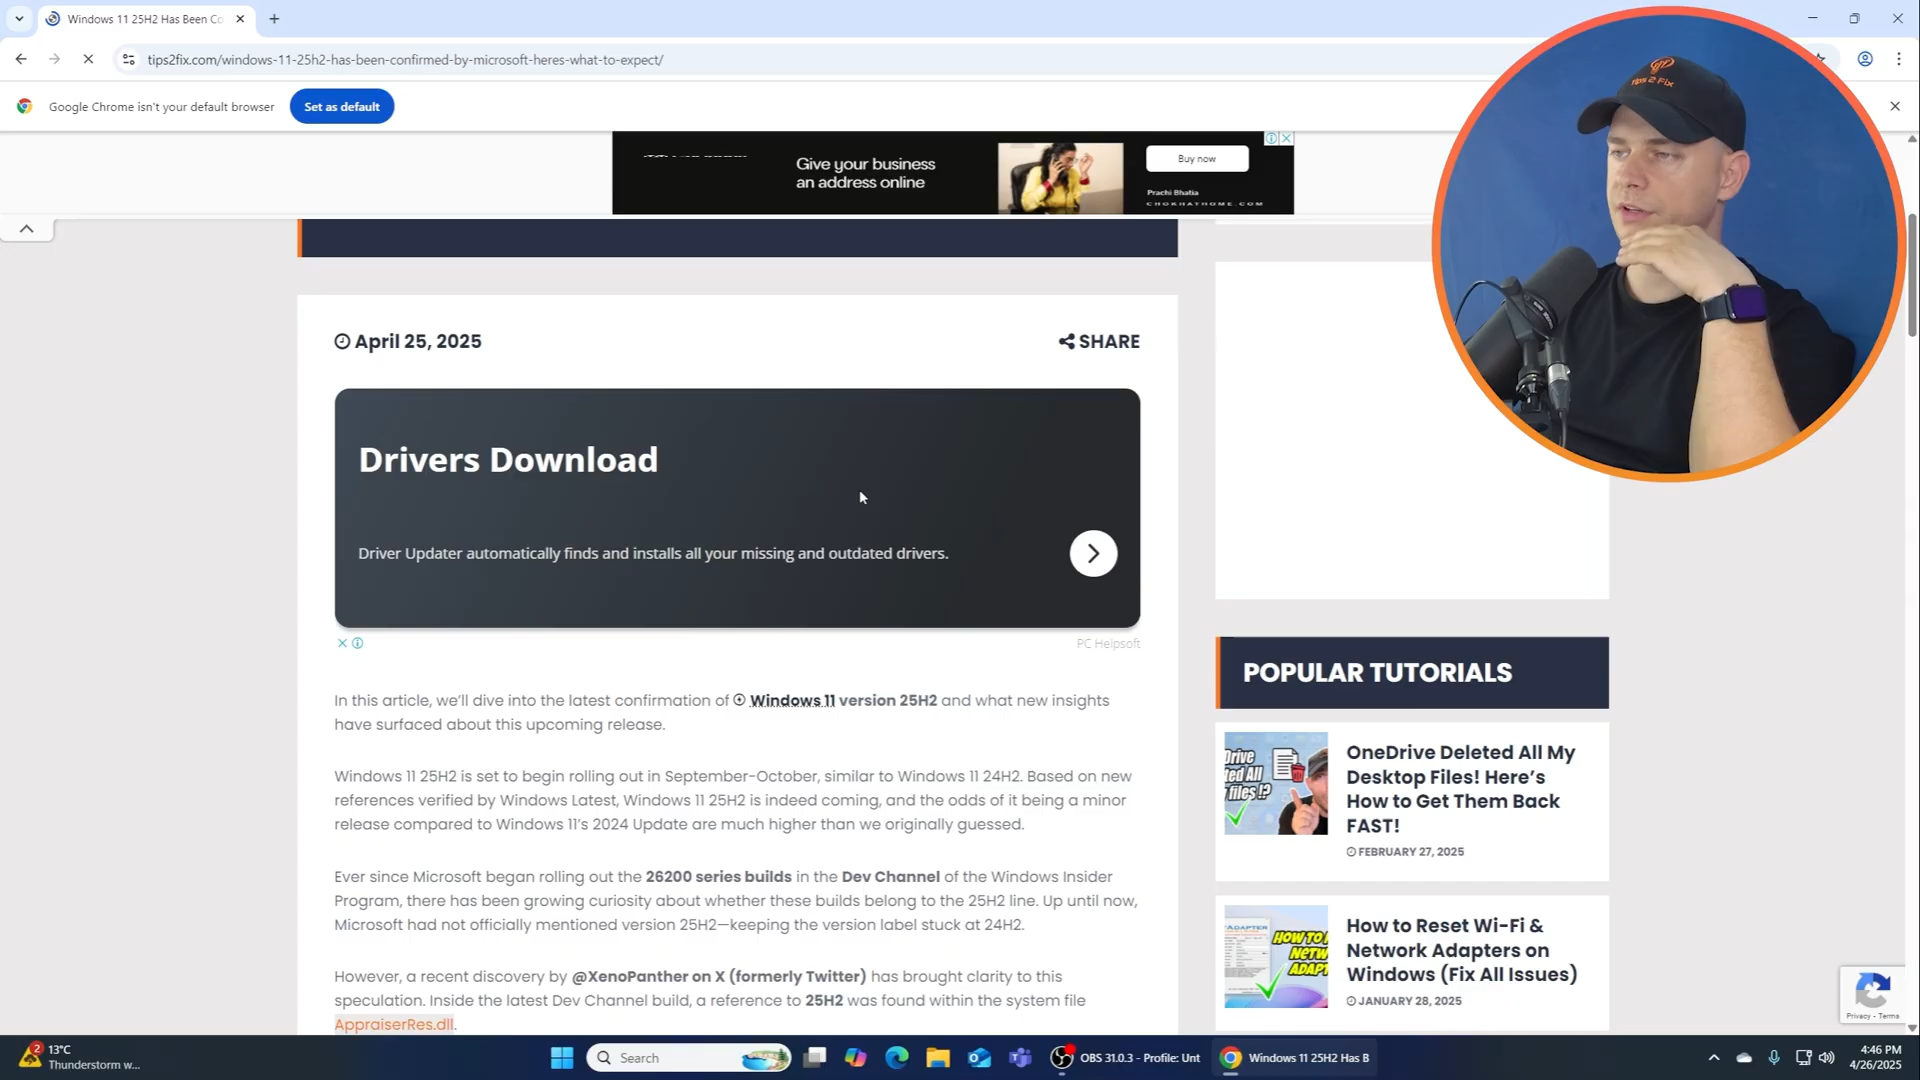 Windows 11 25H2 Has Been Co
tips2fix.com/windows-11-25h2-has-been-confirmed-by-microsoft-heres-what-to-expect/
Google Chrome isn't your default browser
Set as default
Give your business
an address online
Buy now
Prachi Bhatia
CHOKHATHOME.COM
TIPS 2 FIX
April 25, 2025
SHARE
Drivers Download
Driver Updater automatically finds and installs all your missing and outdated drivers.
PC Helpsoft
In this article, we'll dive into the latest confirmation of Windows 11 version 25H2 and what new insights
have surfaced about this upcoming release.
Windows 11 25H2 is set to begin rolling out in September-October, similar to Windows 11 24H2. Based on new
references verified by Windows Latest, Windows 11 25H2 is indeed coming, and the odds of it being a minor
release compared to Windows 11's 2024 Update are much higher than we originally guessed.
Ever since Microsoft began rolling out the 26200 series builds in the Dev Channel of the Windows Insider
Program, there has been growing curiosity about whether these builds belong to the 25H2 line. Up until now,
Microsoft had not officially mentioned version 25H2—keeping the version label stuck at 24H2.
However, a recent discovery by @XenoPanther on X (formerly Twitter) has brought clarity to this
speculation. Inside the latest Dev Channel build, a reference to 25H2 was found within the system file
AppraiserRes.dll.
POPULAR TUTORIALS
OneDrive Deleted All My
Desktop Files! Here's
How to Get Them Back
FAST!
FEBRUARY 27, 2025
How to Reset Wi-Fi &
Network Adapters on
Windows (Fix All Issues)
JANUARY 28, 2025
Privacy - Terms
2
13°C
Thunderstorm w...
Search
OBS 31.0.3 - Profile: Unt
Windows 11 25H2 Has B
4:46 PM
4/26/2025